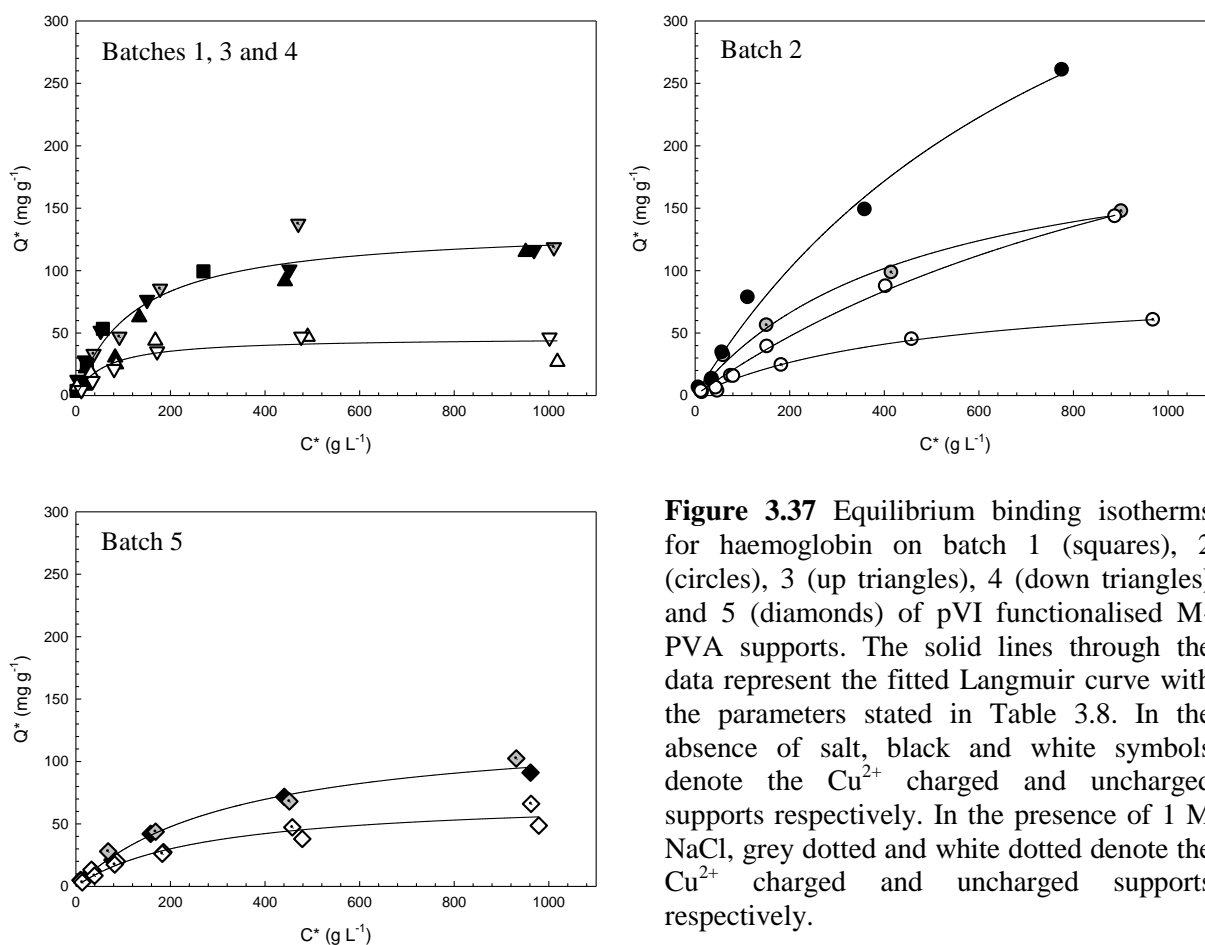 Batches 1, 3 and 4
300
250
200
150
100
50
0
Q* (mg g⁻¹)
0 200 400 600 800 1000
C* (g L⁻¹)
Batch 2
300
250
200
150
100
50
0
Q* (mg g⁻¹)
0 200 400 600 800 1000
C* (g L⁻¹)
Batch 5
300
250
200
150
100
50
0
Q* (mg g⁻¹)
0 200 400 600 800 1000
C* (g L⁻¹)
Figure 3.37 Equilibrium binding isotherms
for haemoglobin on batch 1 (squares), 2
(circles), 3 (up triangles), 4 (down triangles)
and 5 (diamonds) of pVI functionalised M-
PVA supports. The solid lines through the
data represent the fitted Langmuir curve with
the parameters stated in Table 3.8. In the
absence of salt, black and white symbols
denote the Cu²⁺ charged and uncharged
supports respectively. In the presence of 1 M
NaCl, grey dotted and white dotted denote the
Cu²⁺ charged and uncharged supports
respectively.